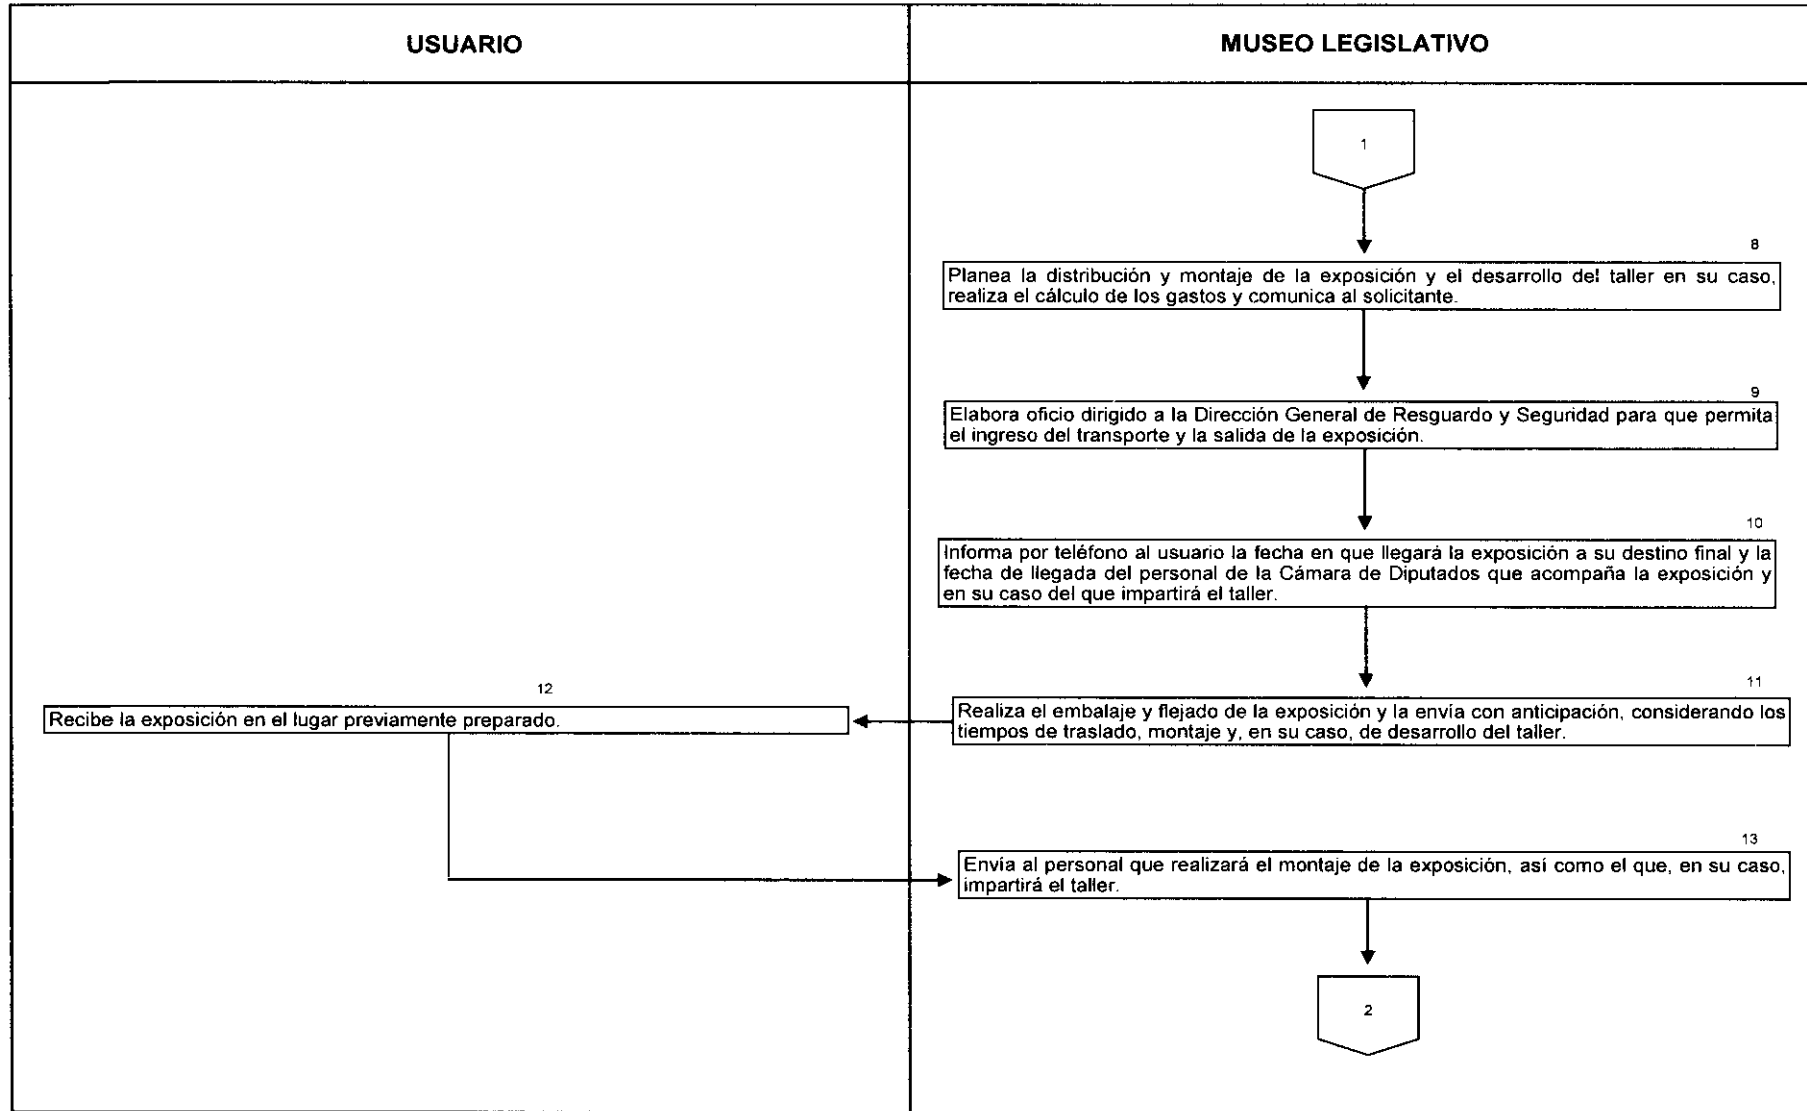 USUARIO
MUSEO LEGISLATIVO
1
8
Planea la distribución y montaje de la exposición y el desarrollo del taller en su caso,
realiza el cálculo de los gastos y comunica al solicitante.
9
Elabora oficio dirigido a la Dirección General de Resguardo y Seguridad para que permita
el ingreso del transporte y la salida de la exposición.
10
Informa por teléfono al usuario la fecha en que llegará la exposición a su destino final y la
fecha de llegada del personal de la Cámara de Diputados que acompaña la exposición y
en su caso del que impartirá el taller.
11
Realiza el embalaje y flejado de la exposición y la envía con anticipación, considerando los
tiempos de traslado, montaje y, en su caso, de desarrollo del taller.
12
Recibe la exposición en el lugar previamente preparado.
13
Envía al personal que realizará el montaje de la exposición, así como el que, en su caso,
impartirá el taller.
2